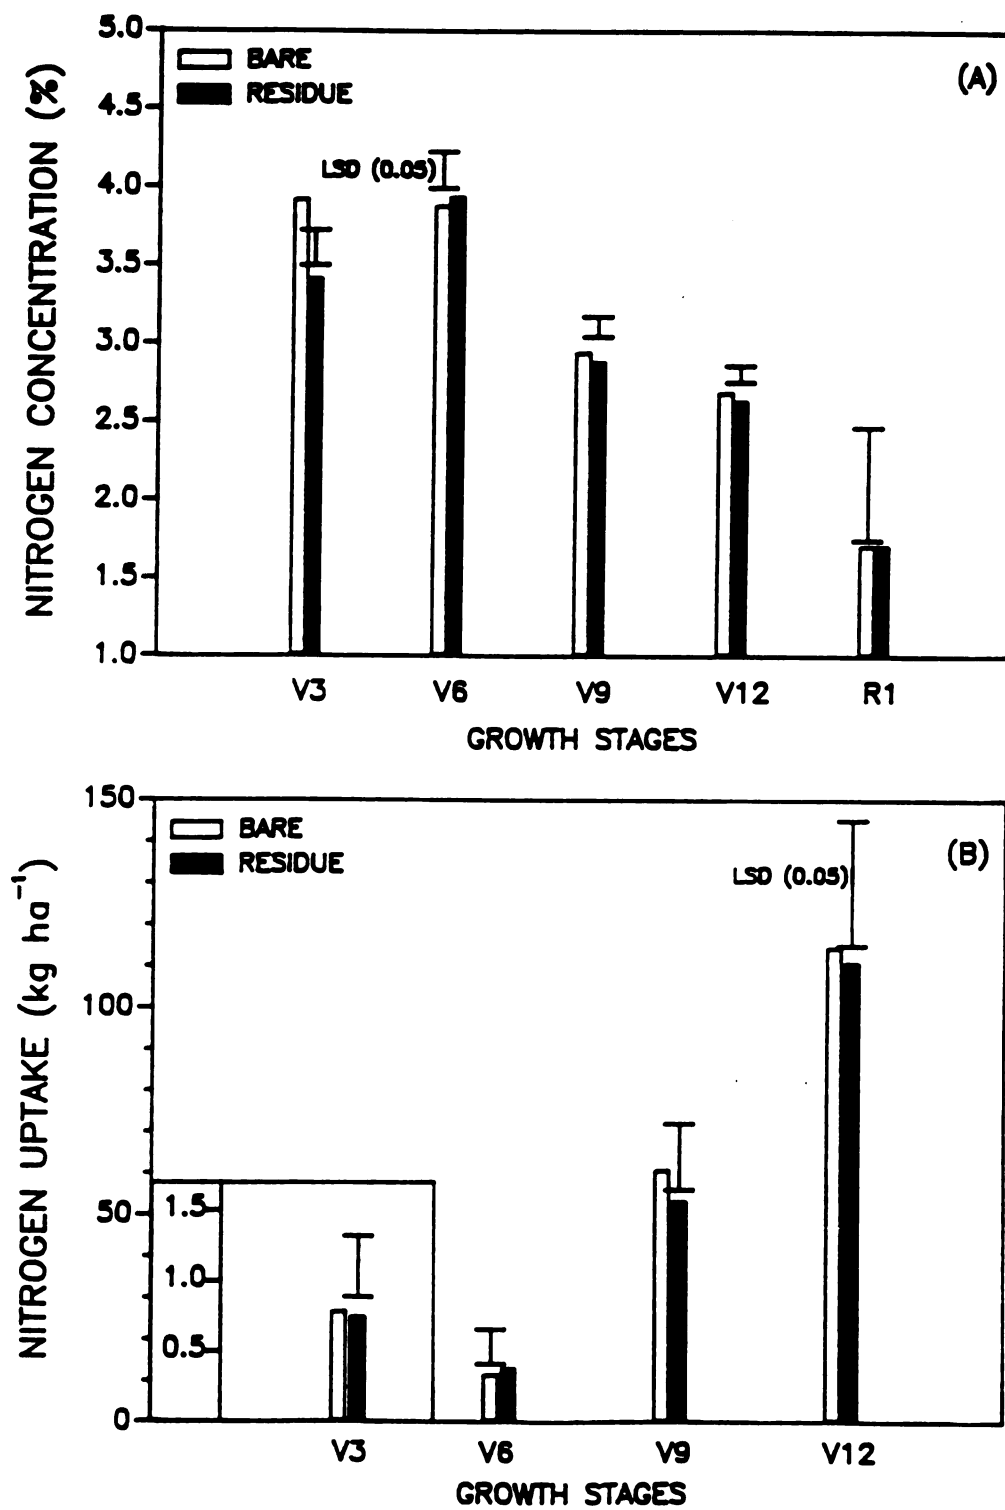 NITROGEN CONCENTRATION (%)
5.0
4.5
4.0
3.5
3.0
2.5
2.0
1.5
1.0
BARE
RESIDUE
(A)
LSD (0.05)
V3 V6 V9 V12 R1
GROWTH STAGES
NITROGEN UPTAKE (kg ha⁻¹)
150
100
50
0
BARE
RESIDUE
(B)
LSD (0.05)
1.5
1.0
0.5
V3 V6 V9 V12
GROWTH STAGES